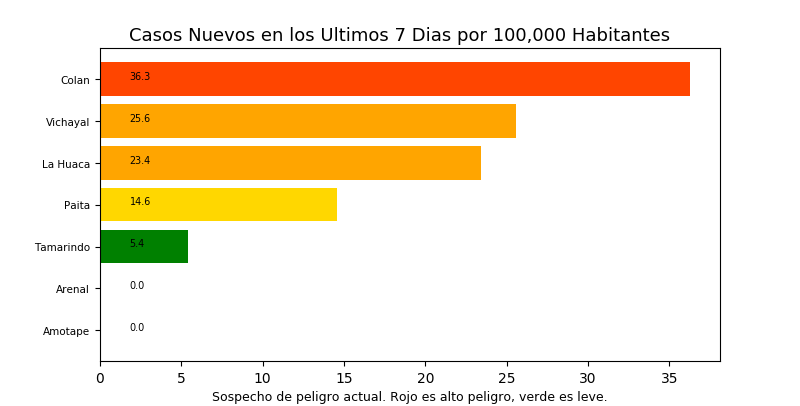 Casos Nuevos en los Ultimos 7 Dias por 100,000 Habitantes
Colan 36.3
Vichayal 25.6
La Huaca 23.4
Paita 14.6
Tamarindo 5.4
Arenal 0.0
Amotape 0.0
0 5 10 15 20 25 30 35
Sospecho de peligro actual. Rojo es alto peligro, verde es leve.